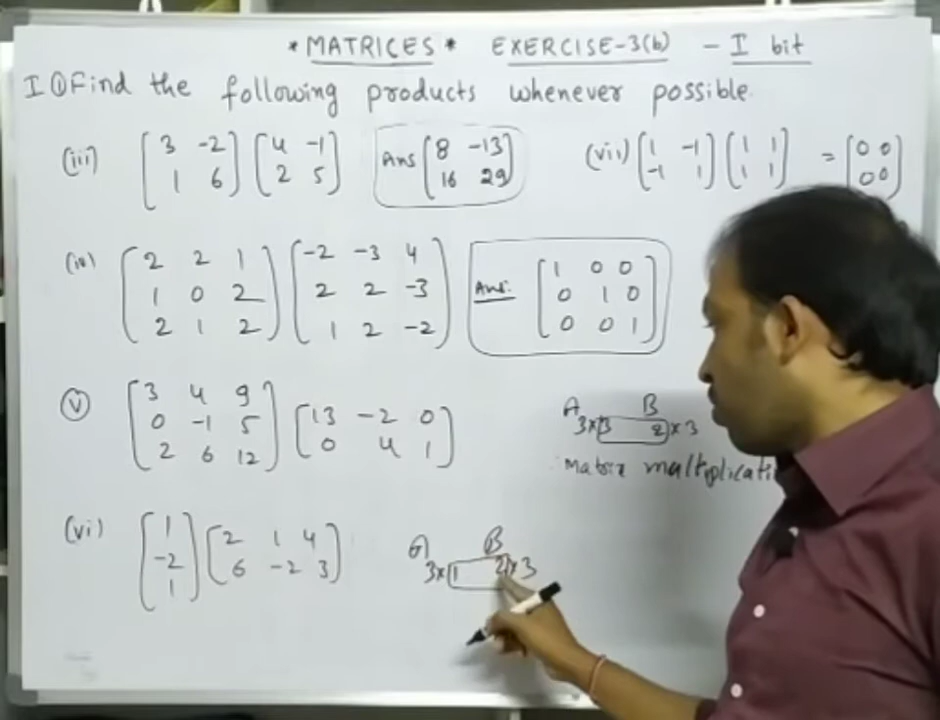 *MATRICES* EXERCISE-3(b) - I bit
I ① Find the following products whenever possible.
(iii) [3 -2 [4 -1 Ans [8 -13 (vii) [1 -1 [1 1 = [0 0
1 6] 2 5] 16 29] -1 1] 1 1] 0 0]
(iv) [2 2 1 [-2 -3 4 Ans: [1 0 0
1 0 2 2 2 -3 0 1 0
2 1 2] 1 2 -2] 0 0 1]
(v) [3 4 9 [13 -2 0 A B
0 -1 5 0 4 1] 3×3 2×3
2 6 12] ∴ Matrix multiplicati
(vi) [1 [2 1 4 A B
-2 6 -2 3] 3×1 2×3
1]